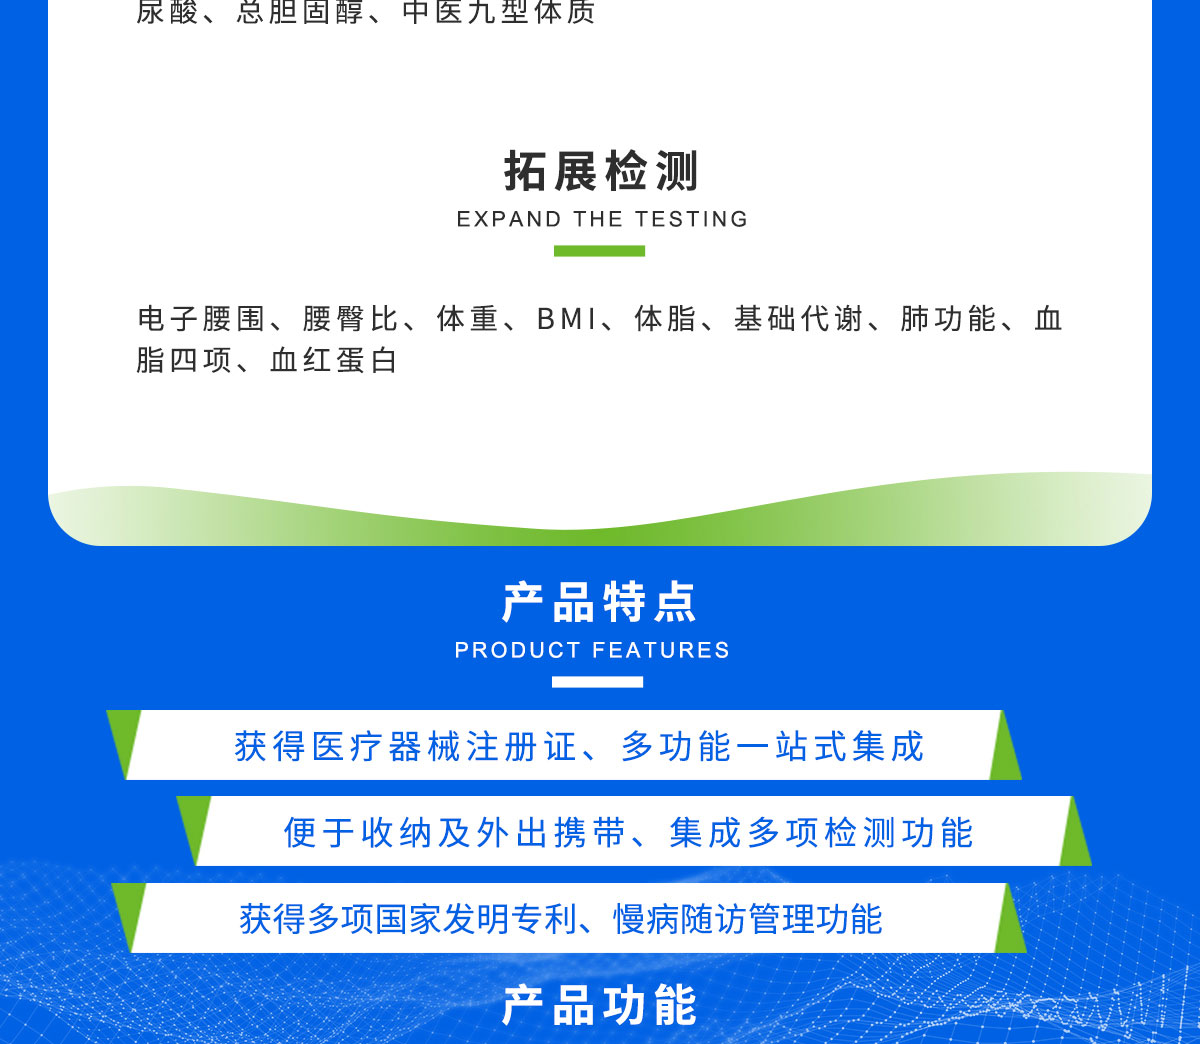 尿酸、总胆固醇、中医九型体质
拓展检测
EXPAND THE TESTING
电子腰围、腰臀比、体重、BMI、体脂、基础代谢、肺功能、血
脂四项、血红蛋白
产品特点
PRODUCT FEATURES
获得医疗器械注册证、多功能一站式集成
便于收纳及外出携带、集成多项检测功能
获得多项国家发明专利、慢病随访管理功能
产品功能